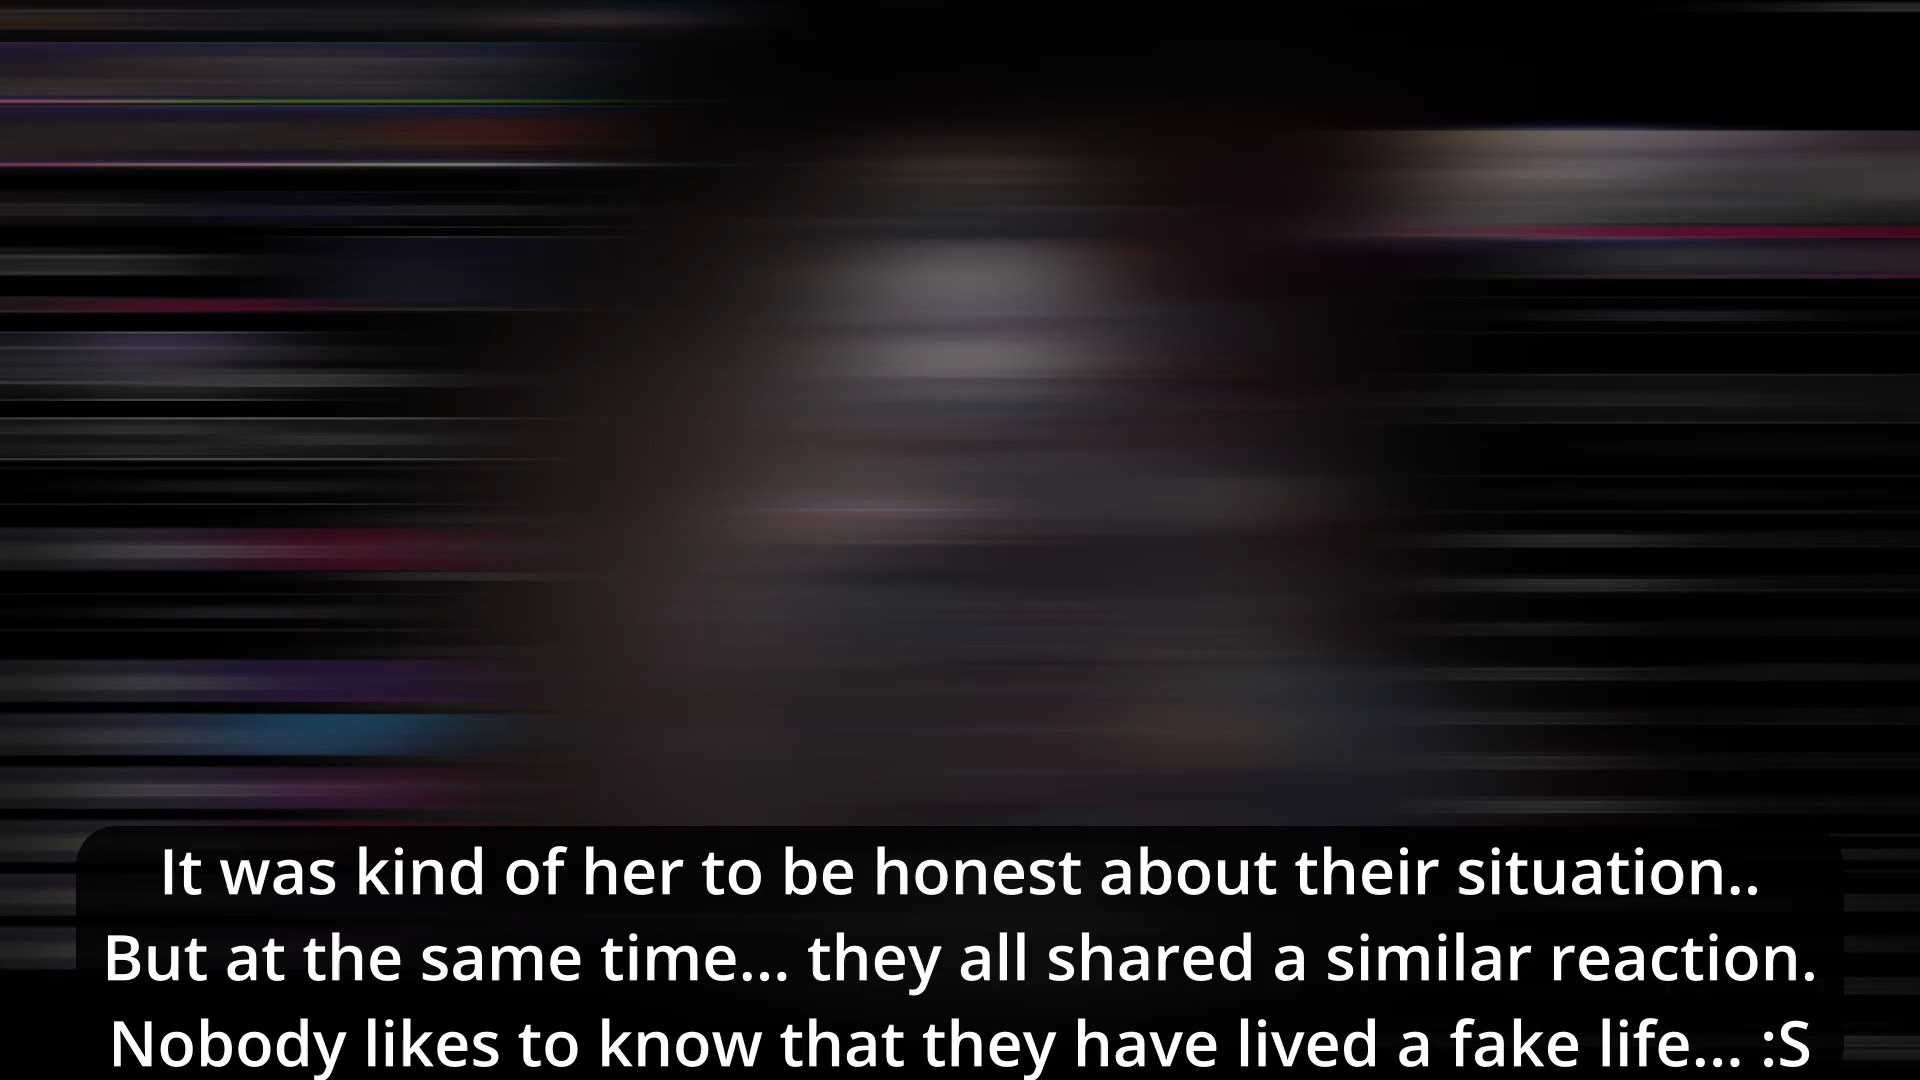 It was kind of her to be honest about their situation..
But at the same time... they all shared a similar reaction.
Nobody likes to know that they have lived a fake life... :S